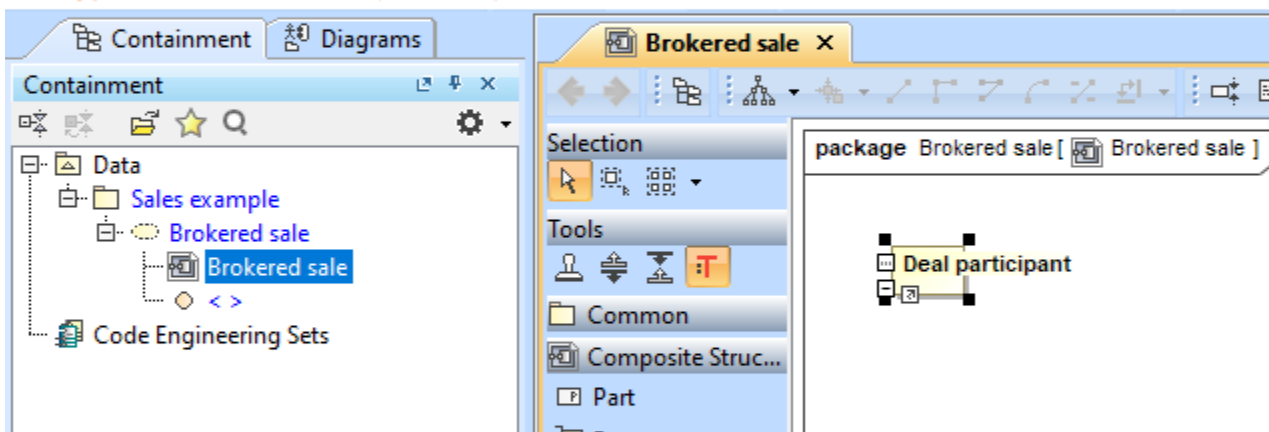 Containment
Diagrams
Brokered sale
Containment
Selection
package Brokered sale [ Brokered sale ]
Data
Sales example
Brokered sale
Brokered sale
< >
Code Engineering Sets
Tools
Deal participant
Common
Composite Struc...
Part